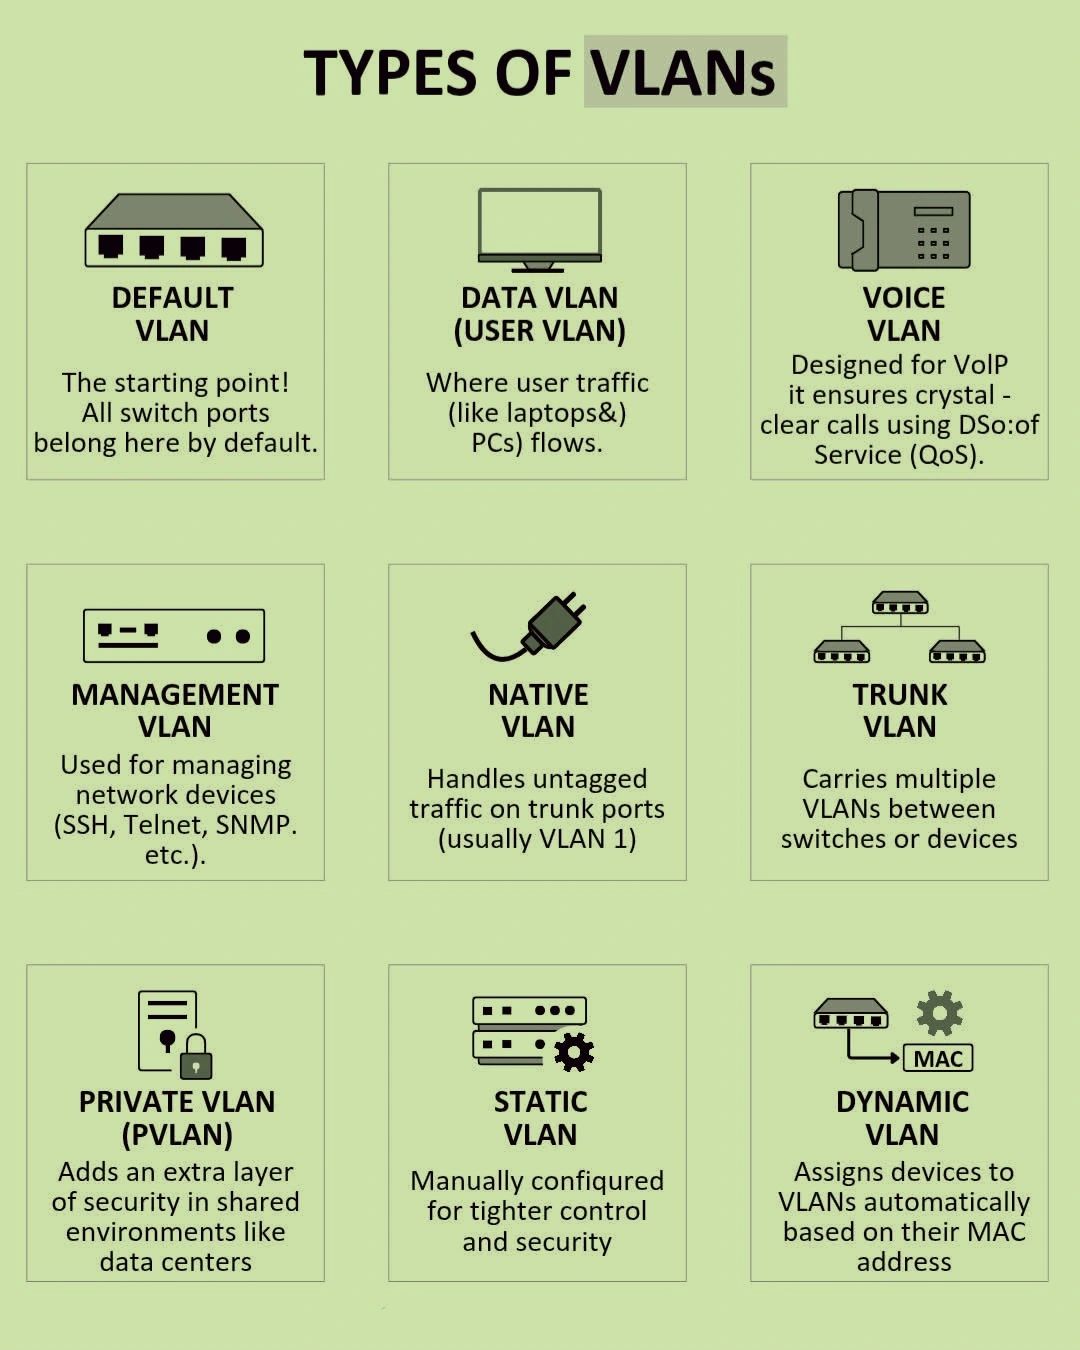 TYPES OF VLANs
DEFAULT
VLAN
The starting point!
All switch ports
belong here by default.
DATA VLAN
(USER VLAN)
Where user traffic
(like laptops&)
PCs) flows.
VOICE
VLAN
Designed for VolP
it ensures crystal -
clear calls using DSo:of
Service (QoS).
MANAGEMENT
VLAN
Used for managing
network devices
(SSH, Telnet, SNMP.
etc.).
NATIVE
VLAN
Handles untagged
traffic on trunk ports
(usually VLAN 1)
TRUNK
VLAN
Carries multiple
VLANs between
switches or devices
PRIVATE VLAN
(PVLAN)
Adds an extra layer
of security in shared
environments like
data centers
STATIC
VLAN
Manually confiqured
for tighter control
and security
MAC
DYNAMIC
VLAN
Assigns devices to
VLANs automatically
based on their MAC
address